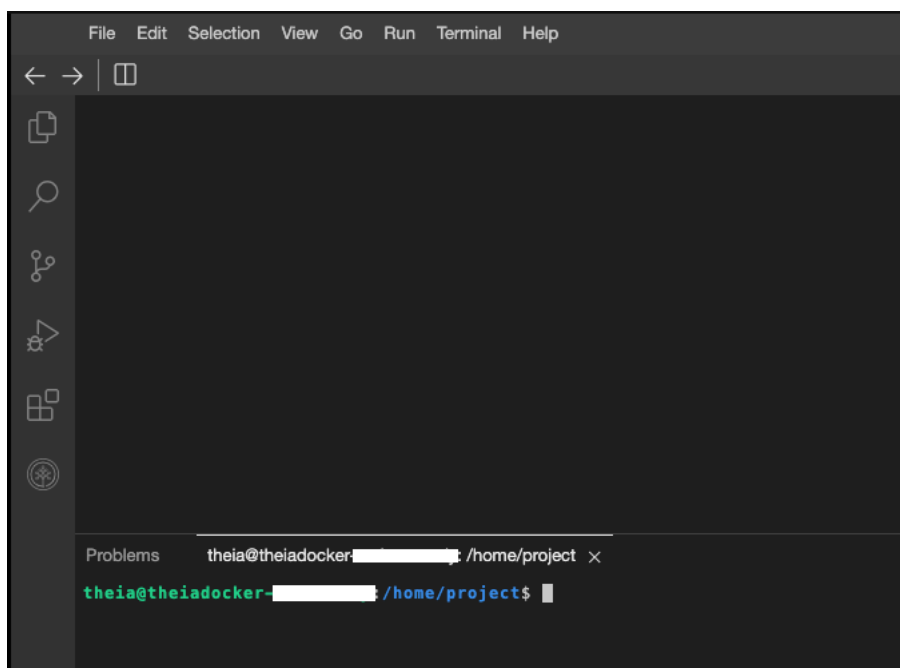 File Edit Selection View Go Run Terminal Help
Problems theia@theiadocker- : /home/project ×
theia@theiadocker- :/home/project$